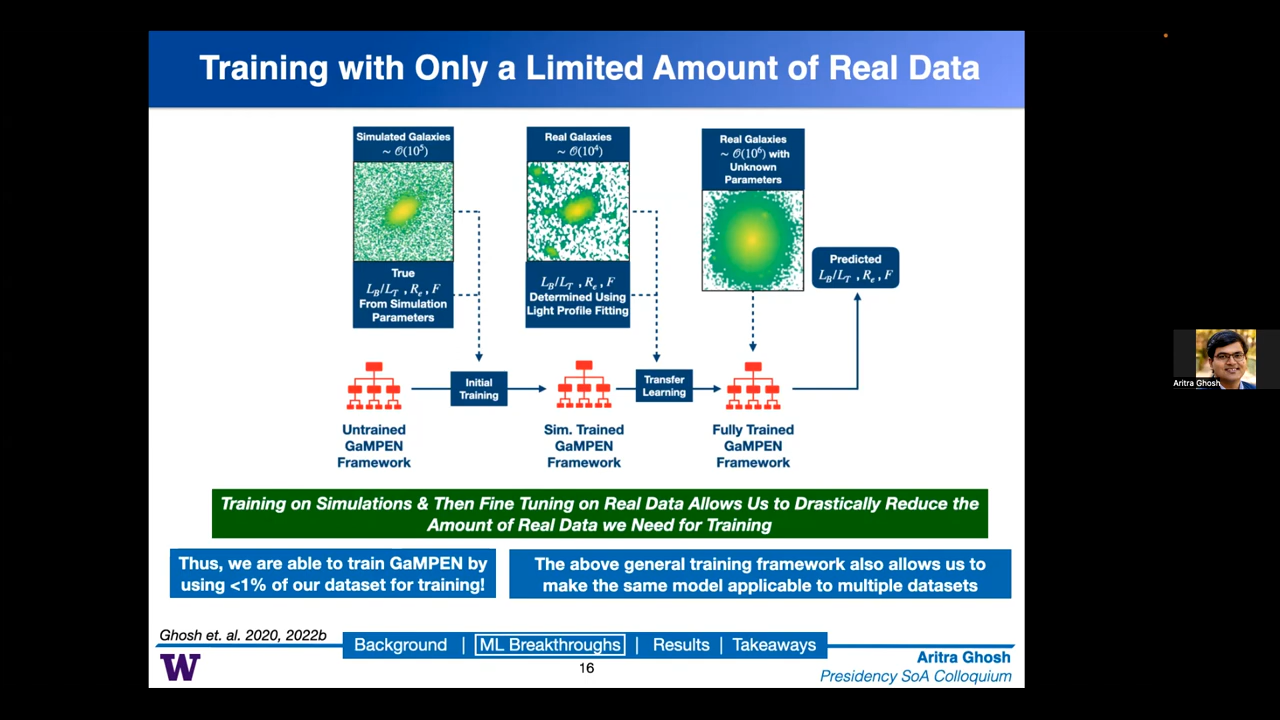 Training with Only a Limited Amount of Real Data
Simulated Galaxies
~ 𝒪(10⁵)
True
L_B/L_T , R_e , F
From Simulation
Parameters
Real Galaxies
~ 𝒪(10⁴)
L_B/L_T , R_e , F
Determined Using
Light Profile Fitting
Real Galaxies
~ 𝒪(10⁶) with
Unknown
Parameters
Predicted
L_B/L_T , R_e , F
Initial
Training
Transfer
Learning
Untrained
GaMPEN
Framework
Sim. Trained
GaMPEN
Framework
Fully Trained
GaMPEN
Framework
Training on Simulations & Then Fine Tuning on Real Data Allows Us to Drastically Reduce the
Amount of Real Data we Need for Training
Thus, we are able to train GaMPEN by
using <1% of our dataset for training!
The above general training framework also allows us to
make the same model applicable to multiple datasets
Ghosh et. al. 2020, 2022b
Background | ML Breakthroughs | Results | Takeaways
W
16
Aritra Ghosh
Presidency SoA Colloquium
Aritra Ghosh